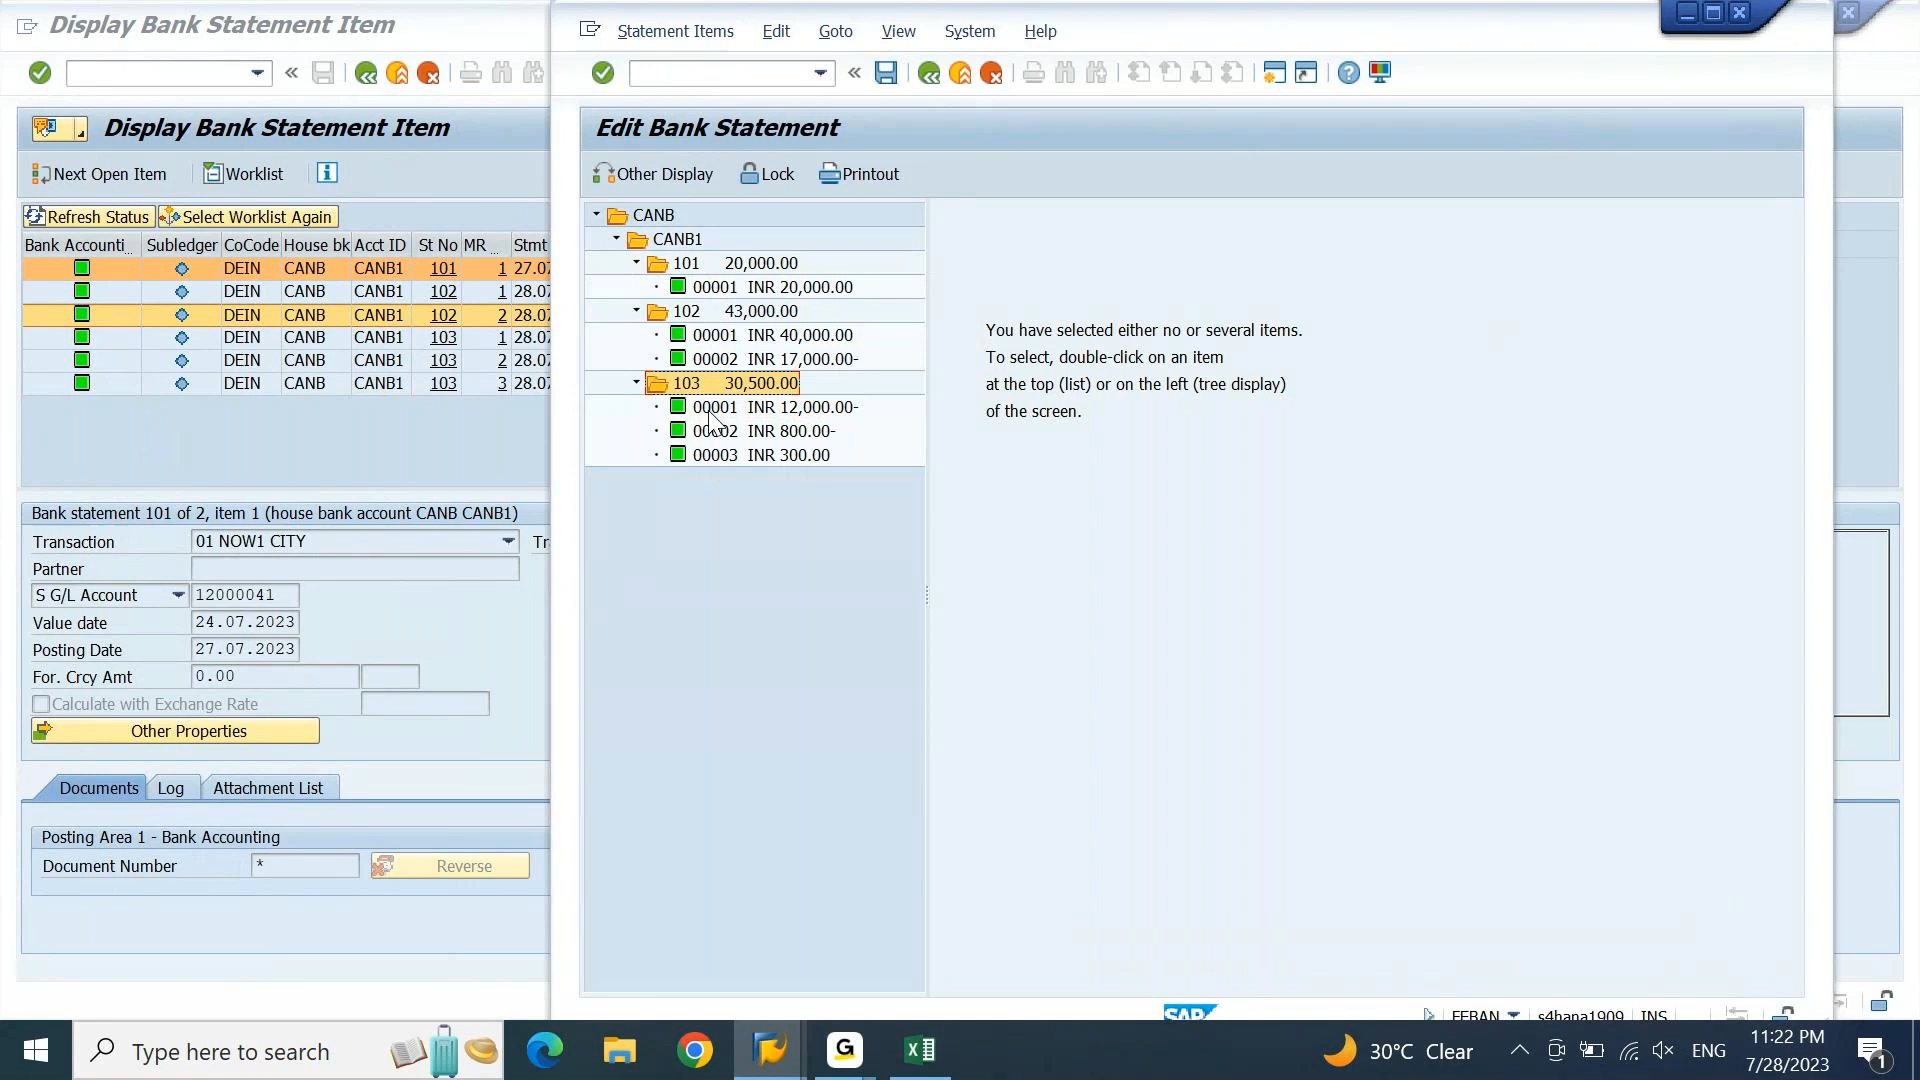 Display Bank Statement Item
Statement Items Edit Goto View System Help
Display Bank Statement Item
Next Open Item Worklist
Refresh Status Select Worklist Again
Bank Accounti... Subledger CoCode House bk Acct ID St No MR ... Stmt
DEIN CANB CANB1 101 1 27.07
DEIN CANB CANB1 102 1 28.07
DEIN CANB CANB1 102 2 28.07
DEIN CANB CANB1 103 1 28.07
DEIN CANB CANB1 103 2 28.07
DEIN CANB CANB1 103 3 28.07
Bank statement 101 of 2, item 1 (house bank account CANB CANB1)
Transaction 01 NOW1 CITY Tr
Partner
S G/L Account 12000041
Value date 24.07.2023
Posting Date 27.07.2023
For. Crcy Amt 0.00
Calculate with Exchange Rate
Other Properties
Documents Log Attachment List
Posting Area 1 - Bank Accounting
Document Number * Reverse
Edit Bank Statement
Other Display Lock Printout
CANB
CANB1
101 20,000.00
00001 INR 20,000.00
102 43,000.00
00001 INR 40,000.00
00002 INR 17,000.00-
103 30,500.00
00001 INR 12,000.00-
00002 INR 800.00-
00003 INR 300.00
You have selected either no or several items.
To select, double-click on an item
at the top (list) or on the left (tree display)
of the screen.
SAP FEBAN s4hana1909 INS
Type here to search
30°C Clear ENG
11:22 PM
7/28/2023
1